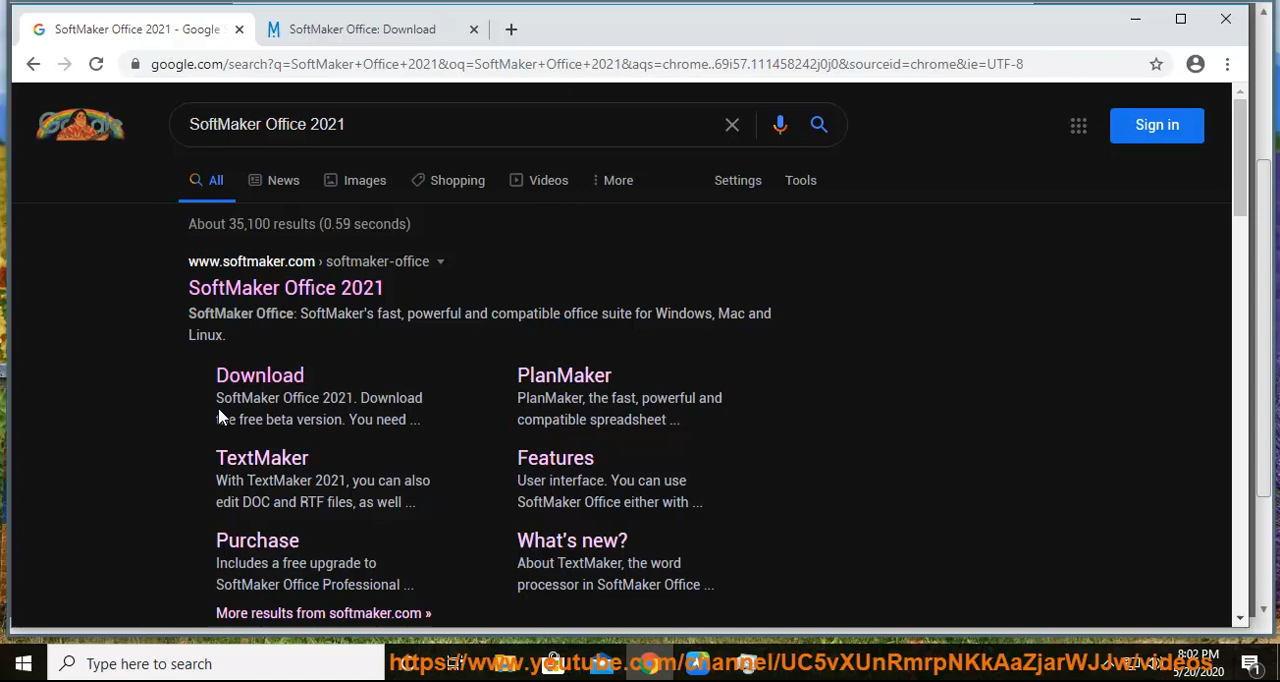 SoftMaker Office 2021 - Google
SoftMaker Office: Download
google.com/search?q=SoftMaker+Office+2021&oq=SoftMaker+Office+2021&aqs=chrome..69i57.111458242j0j0&sourceid=chrome&ie=UTF-8
SoftMaker Office 2021
Sign in
All News Images Shopping Videos More Settings Tools
About 35,100 results (0.59 seconds)
www.softmaker.com › softmaker-office
SoftMaker Office 2021
SoftMaker Office: SoftMaker's fast, powerful and compatible office suite for Windows, Mac and
Linux.
Download
SoftMaker Office 2021. Download
the free beta version. You need ...
PlanMaker
PlanMaker, the fast, powerful and
compatible spreadsheet ...
TextMaker
With TextMaker 2021, you can also
edit DOC and RTF files, as well ...
Features
User interface. You can use
SoftMaker Office either with ...
Purchase
Includes a free upgrade to
SoftMaker Office Professional ...
What's new?
About TextMaker, the word
processor in SoftMaker Office ...
More results from softmaker.com »
Type here to search
8:02 PM
5/20/2020
1